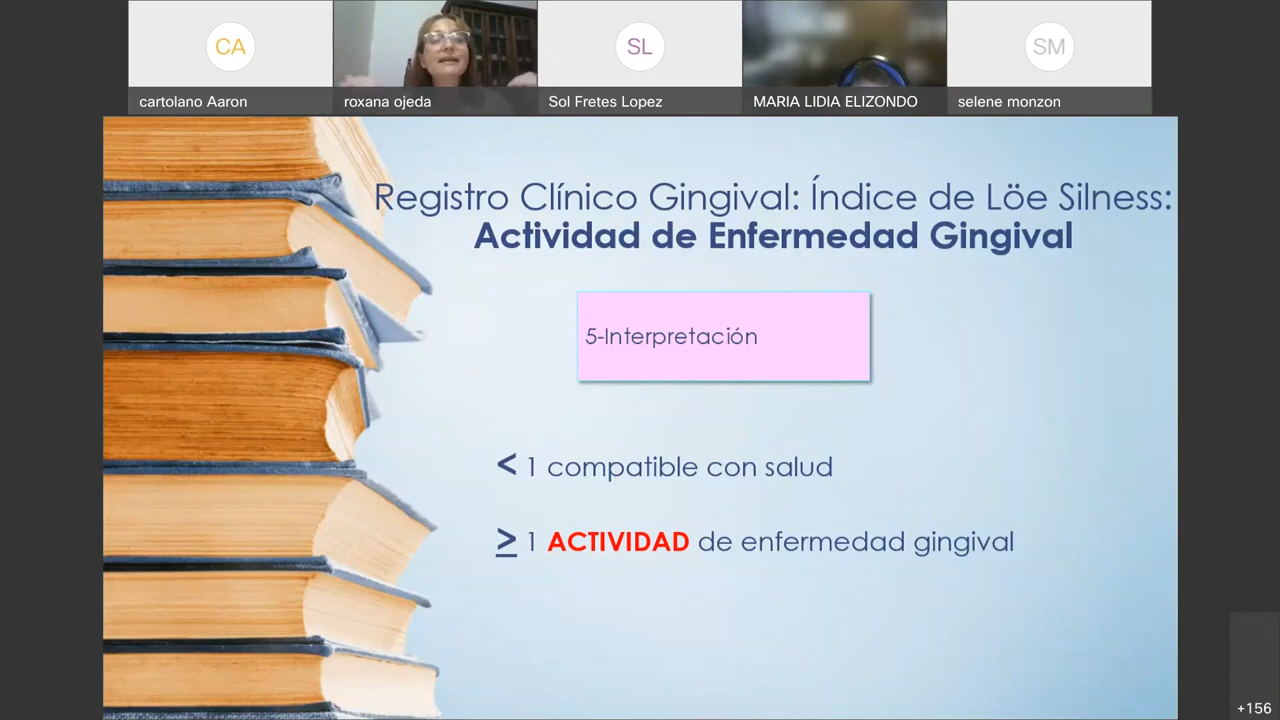 CA
SL
SM
cartolano Aaron
roxana ojeda
Sol Fretes Lopez
MARIA LIDIA ELIZONDO
selene monzon
Registro Clínico Gingival: Índice de Löe Silness:
Actividad de Enfermedad Gingival
5-Interpretación
< 1 compatible con salud
≥ 1 ACTIVIDAD de enfermedad gingival
+156